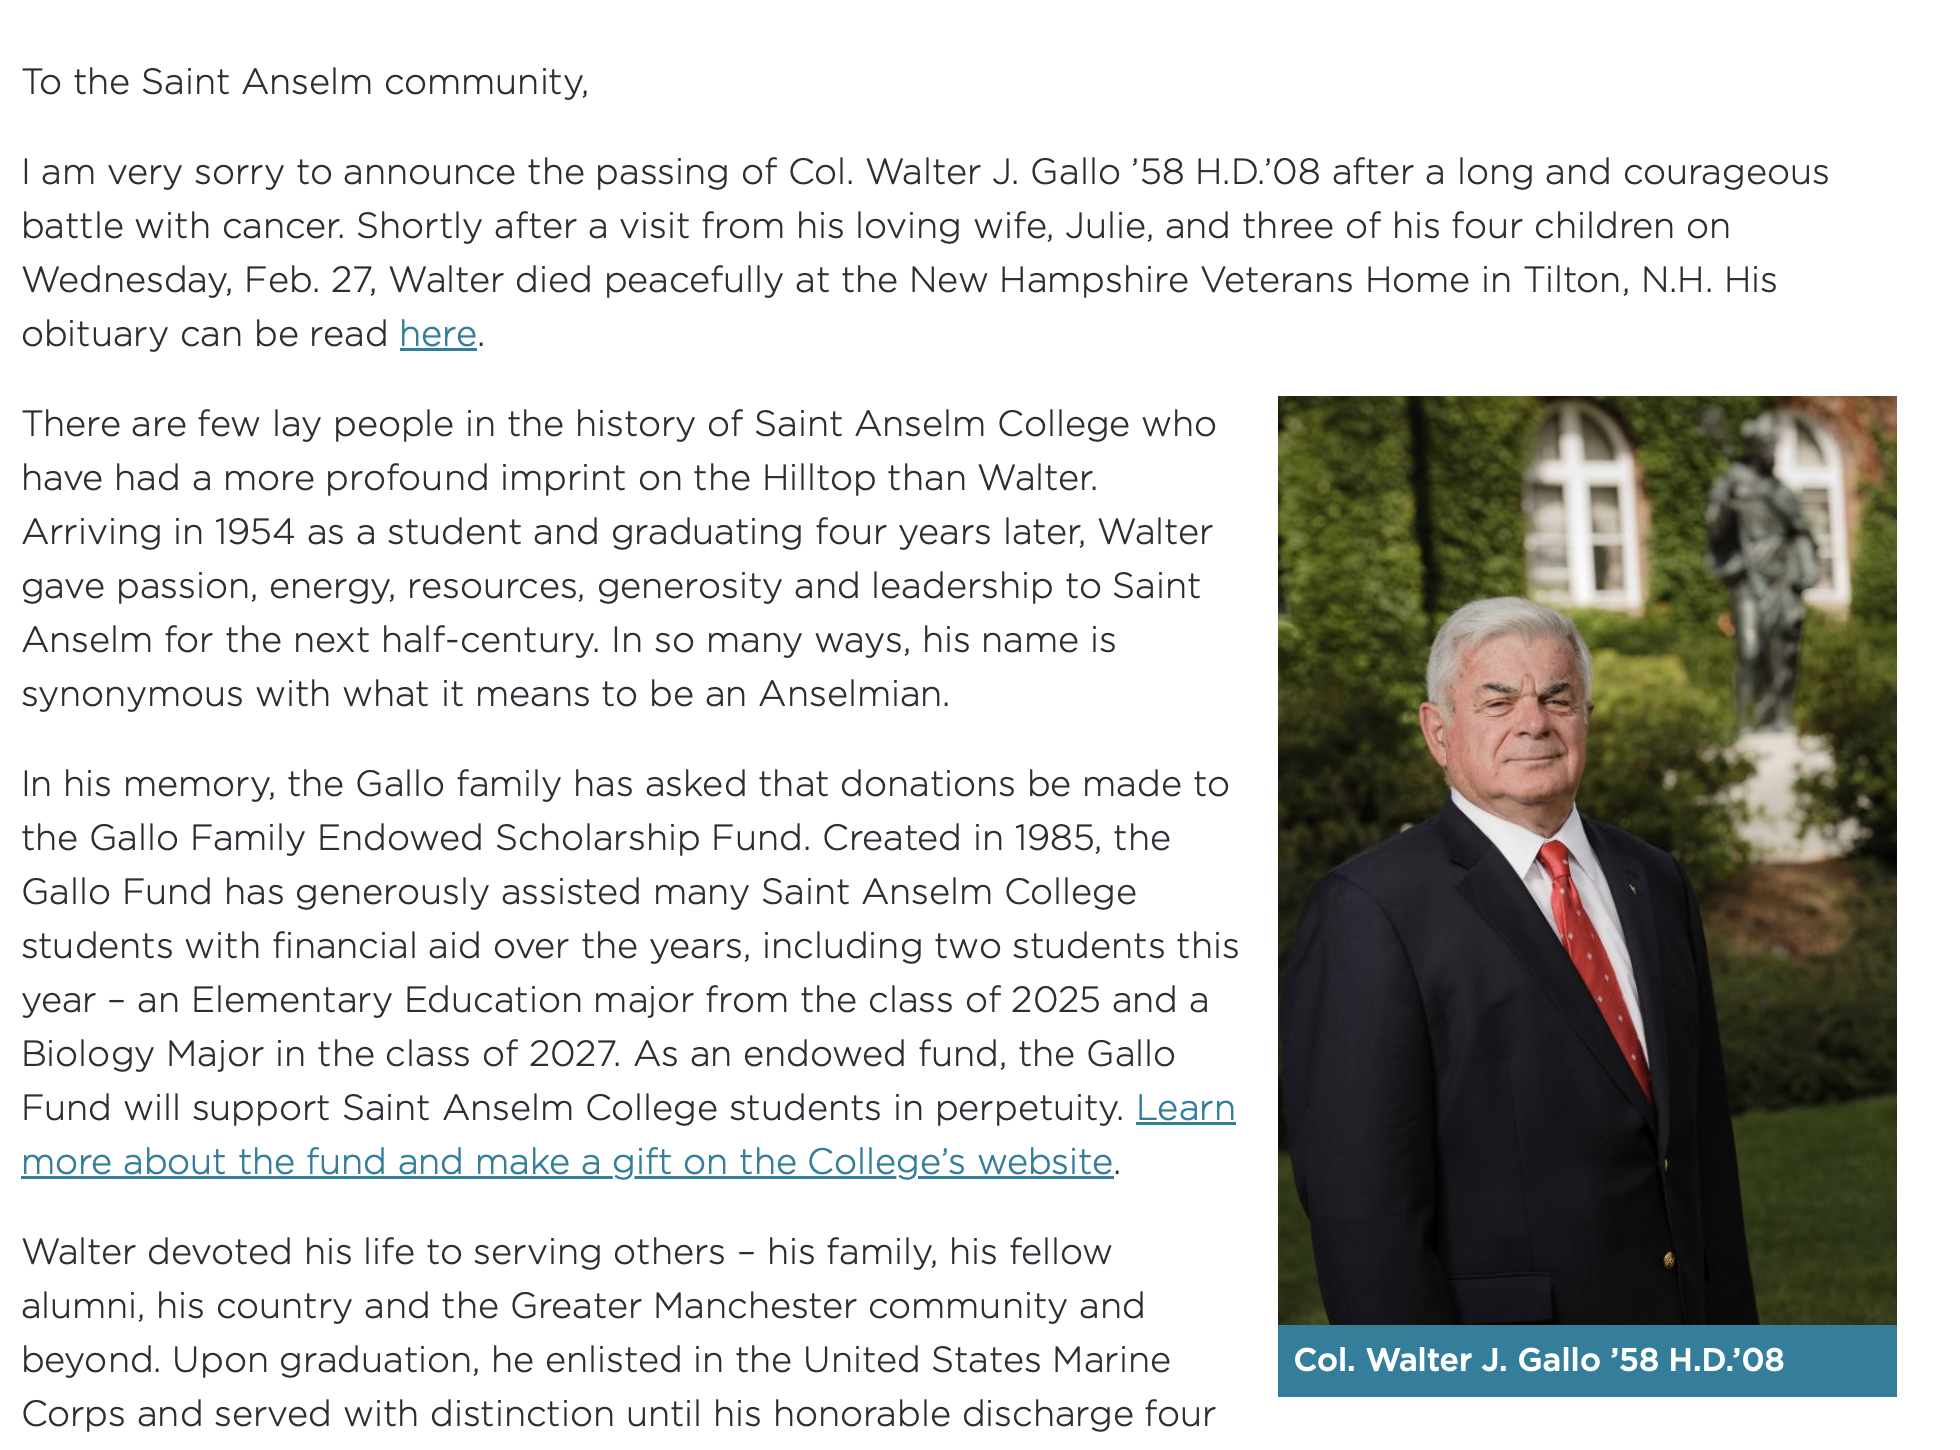 To the Saint Anselm community,
I am very sorry to announce the passing of Col. Walter J. Gallo ’58 H.D.’08 after a long and courageous
battle with cancer. Shortly after a visit from his loving wife, Julie, and three of his four children on
Wednesday, Feb. 27, Walter died peacefully at the New Hampshire Veterans Home in Tilton, N.H. His
obituary can be read here.
There are few lay people in the history of Saint Anselm College who
have had a more profound imprint on the Hilltop than Walter.
Arriving in 1954 as a student and graduating four years later, Walter
gave passion, energy, resources, generosity and leadership to Saint
Anselm for the next half-century. In so many ways, his name is
synonymous with what it means to be an Anselmian.
In his memory, the Gallo family has asked that donations be made to
the Gallo Family Endowed Scholarship Fund. Created in 1985, the
Gallo Fund has generously assisted many Saint Anselm College
students with financial aid over the years, including two students this
year – an Elementary Education major from the class of 2025 and a
Biology Major in the class of 2027. As an endowed fund, the Gallo
Fund will support Saint Anselm College students in perpetuity. Learn
more about the fund and make a gift on the College’s website.
Walter devoted his life to serving others – his family, his fellow
alumni, his country and the Greater Manchester community and
beyond. Upon graduation, he enlisted in the United States Marine
Corps and served with distinction until his honorable discharge four
Col. Walter J. Gallo ’58 H.D.’08